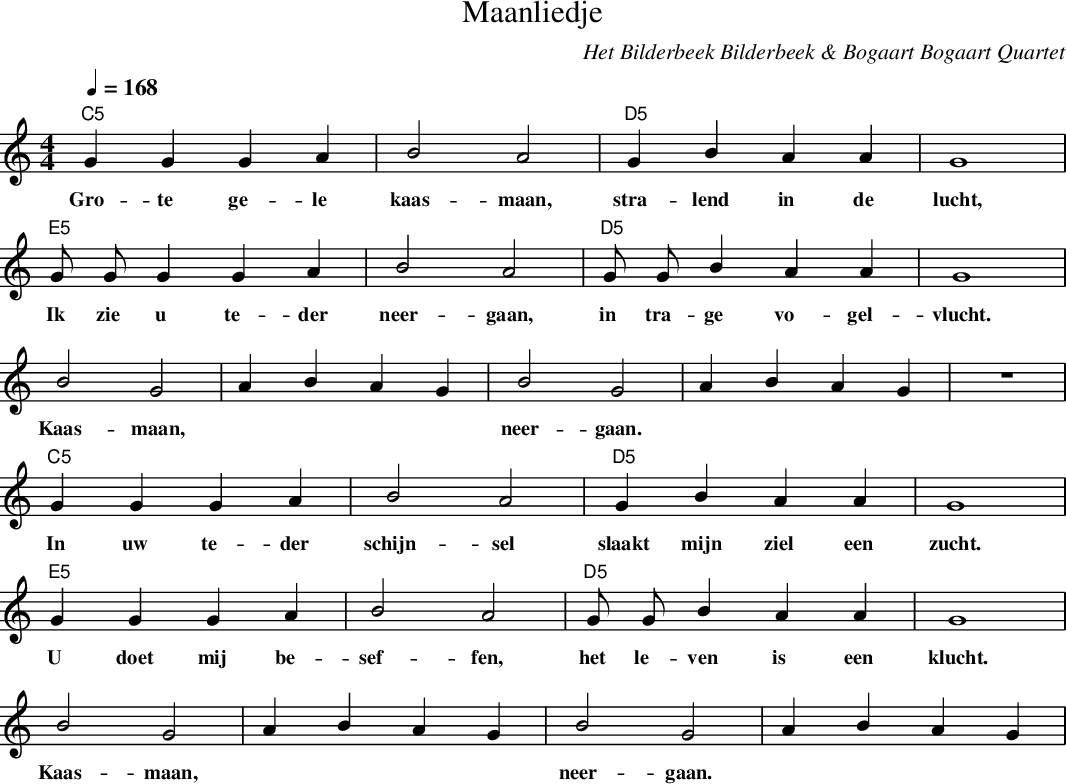 Maanliedje
Het Bilderbeek Bilderbeek & Bogaart Bogaart Quartet
= 168
C5 D5
4
4
Gro - te ge - le kaas - maan, stra - lend in de lucht,
E5 D5
Ik zie u te - der neer - gaan, in tra - ge vo - gel - vlucht.
Kaas - maan, neer - gaan.
C5 D5
In uw te - der schijn - sel slaakt mijn ziel een zucht.
E5 D5
U doet mij be - sef - fen, het le - ven is een klucht.
Kaas - maan, neer - gaan.